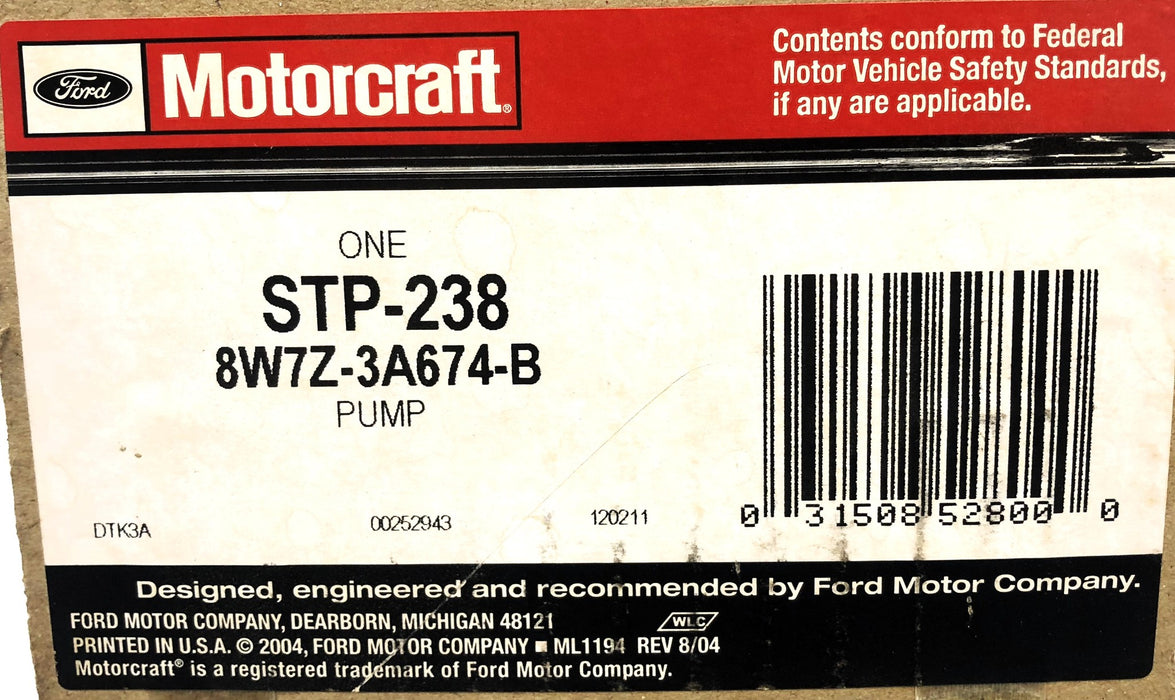 Ford
Motorcraft®
Contents conform to Federal
Motor Vehicle Safety Standards,
if any are applicable.
ONE
STP-238
8W7Z-3A674-B
PUMP
DTK3A
00252943
120211
0 31508 52800 0
Designed, engineered and recommended by Ford Motor Company.
FORD MOTOR COMPANY, DEARBORN, MICHIGAN 48121
WLC
PRINTED IN U.S.A. © 2004, FORD MOTOR COMPANY ▪ ML1194 REV 8/04
Motorcraft® is a registered trademark of Ford Motor Company.